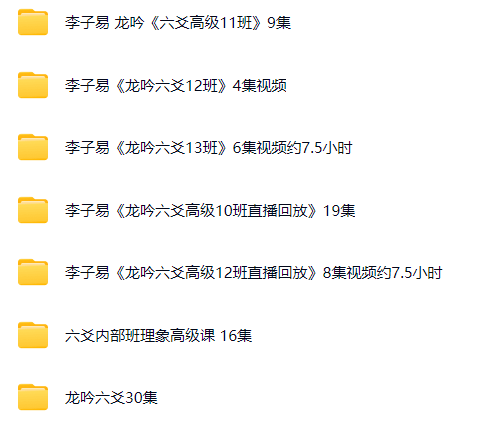 李子易 龙吟《六爻高级11班》9集
李子易《龙吟六爻12班》4集视频
李子易《龙吟六爻13班》6集视频约7.5小时
李子易《龙吟六爻高级10班直播回放》19集
李子易《龙吟六爻高级12班直播回放》8集视频约7.5小时
六爻内部班理象高级课 16集
龙吟六爻30集